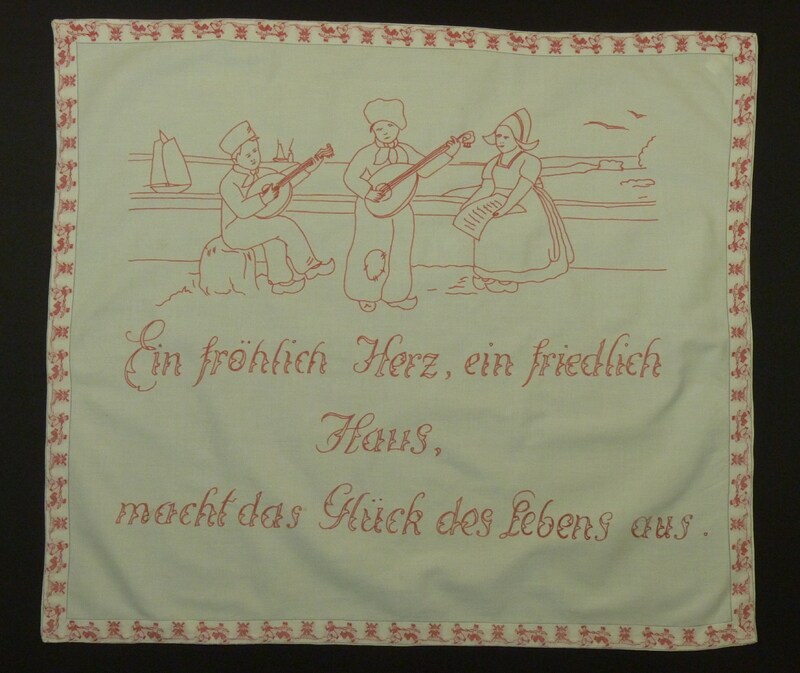 Ein fröhlich Herz, ein friedlich
Haus,
macht das Glück des Lebens aus.